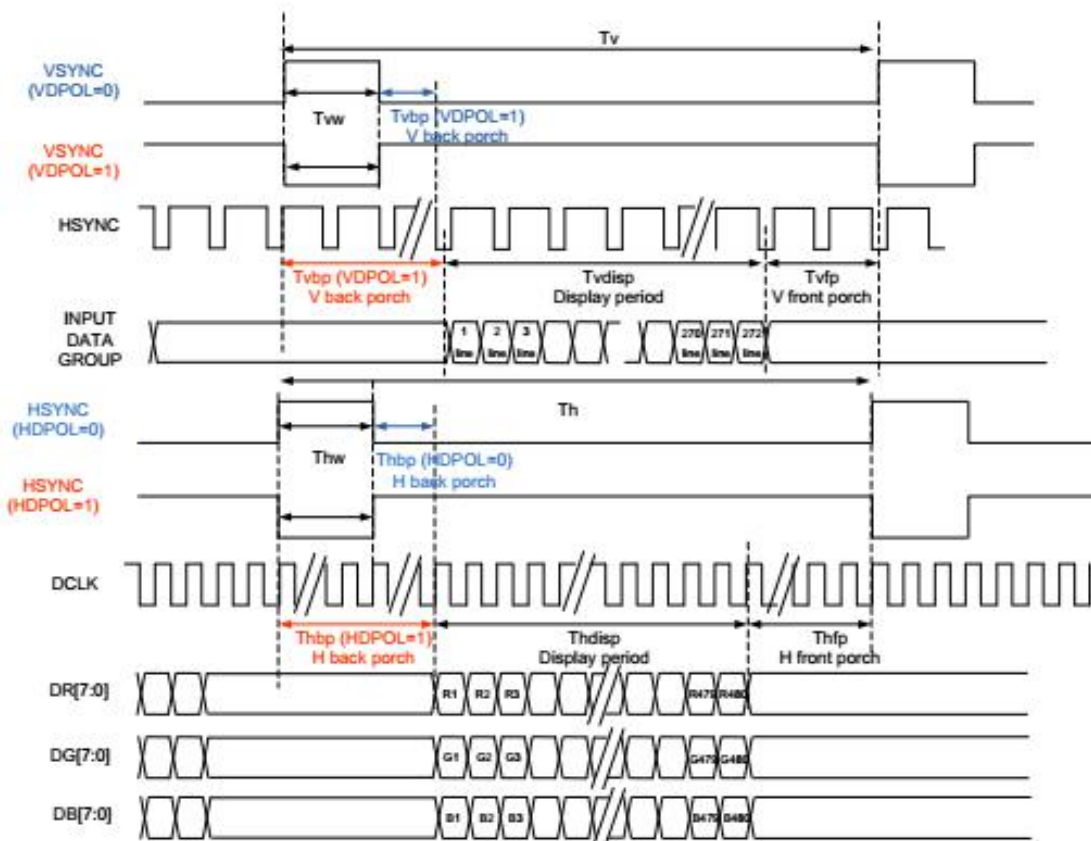 Tv
VSYNC
(VDPOL=0)
Tvw
Tvbp (VDPOL=1)
V back porch
VSYNC
(VDPOL=1)
HSYNC
Tvbp (VDPOL=1)
V back porch
Tvdisp
Display period
Tvfp
V front porch
INPUT
DATA
GROUP
1
line
2
line
3
line
270
line
271
line
272
line
HSYNC
(HDPOL=0)
Th
Thw
Thbp (HDPOL=0)
H back porch
HSYNC
(HDPOL=1)
DCLK
Thbp (HDPOL=1)
H back porch
Thdisp
Display period
Thfp
H front porch
DR[7:0]
R1 R2 R3 R479 R480
DG[7:0]
G1 G2 G3 G479 G480
DB[7:0]
B1 B2 B3 B479 B480